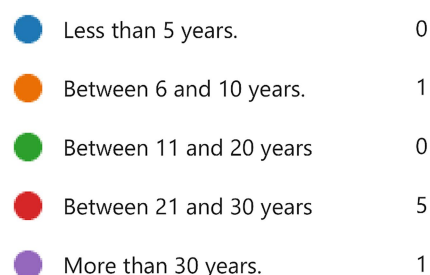 Less than 5 years. 0
Between 6 and 10 years. 1
Between 11 and 20 years 0
Between 21 and 30 years 5
More than 30 years. 1